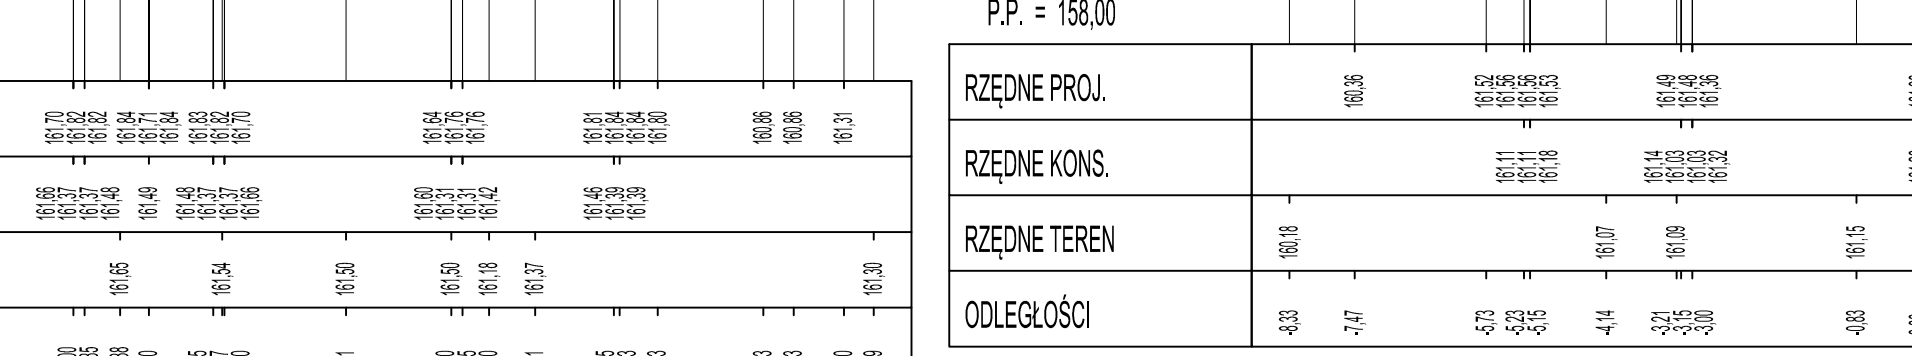 161,70 161,82 161,82 161,84 161,71 161,84 161,83 161,82 161,70 161,64 161,76 161,76 161,81 161,84 161,84 161,80 160,86 160,86 161,31
161,66 161,37 161,37 161,48 161,49 161,48 161,37 161,37 161,66 161,60 161,31 161,31 161,42 161,46 161,39 161,39
161,65 161,54 161,50 161,50 161,18 161,37 161,30
P.P. = 158,00
RZĘDNE PROJ. 160,36 161,52 161,56 161,56 161,53 161,49 161,48 161,36
RZĘDNE KONS. 161,11 161,11 161,18 161,14 161,03 161,03 161,32
RZĘDNE TEREN 160,18 161,07 161,09 161,15
ODLEGŁOŚCI -8,33 -7,47 -5,73 -5,23 -5,15 -4,14 -3,21 -3,15 -3,00 -0,83